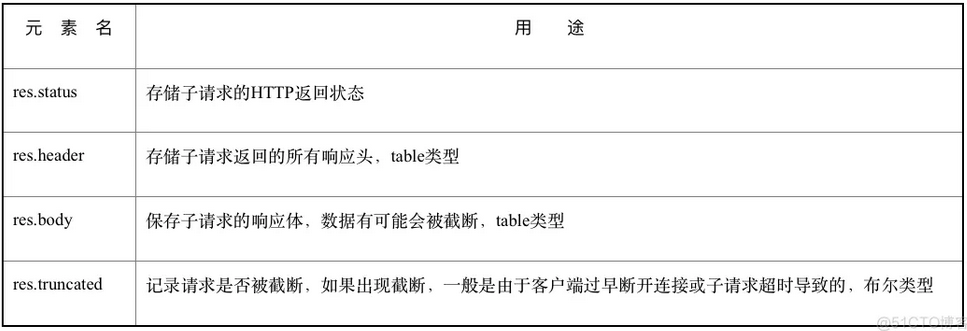 元 素 名 用 途
res.status 存储子请求的HTTP返回状态
res.header 存储子请求返回的所有响应头，table类型
res.body 保存子请求的响应体，数据有可能会被截断，table类型
res.truncated 记录请求是否被截断，如果出现截断，一般是由于客户端过早断开连接或子请求超时导致的，布尔类型
@51CTO博客